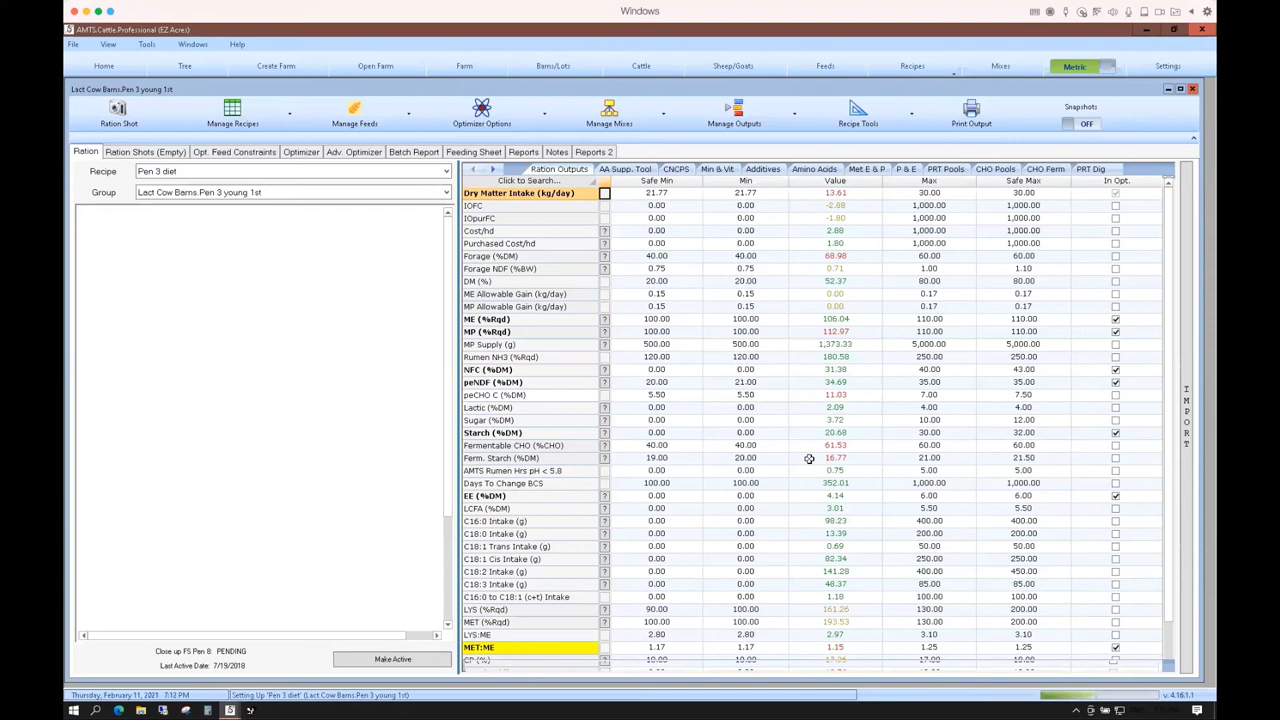 Windows
AMTS.Cattle.Professional (EZ Acres)
File View Tools Windows Help
Home Tree Create Farm Open Farm Farm Barns/Lots Cattle Sheep/Goats Feeds Recipes Mixes Metric Settings
Lact Cow Barns.Pen 3 young 1st
Ration Shot Manage Recipes Manage Feeds Optimizer Options Manage Mixes Manage Outputs Recipe Tools Print Output Snapshots OFF
Ration Ration Shots (Empty) Opt. Feed Constraints Optimizer Adv. Optimizer Batch Report Feeding Sheet Reports Notes Reports 2
Recipe Pen 3 diet
Group Lact Cow Barns.Pen 3 young 1st
Ration Outputs AA Supp. Tool CNCPS Min & Vit Additives Amino Acids Met E & P P & E PRT Pools CHO Pools CHO Ferm PRT Dig
Click to Search... Safe Min Min Value Max Safe Max In Opt.
Dry Matter Intake (kg/day) 21.77 21.77 13.61 30.00 30.00
IOFC 0.00 0.00 -2.88 1,000.00 1,000.00
IOpurFC 0.00 0.00 -1.80 1,000.00 1,000.00
Cost/hd ? 0.00 0.00 2.88 1,000.00 1,000.00
Purchased Cost/hd 0.00 0.00 1.80 1,000.00 1,000.00
Forage (%DM) ? 40.00 40.00 68.98 60.00 60.00
Forage NDF (%BW) ? 0.75 0.75 0.71 1.00 1.10
DM (%) 20.00 20.00 52.37 80.00 80.00
ME Allowable Gain (kg/day) 0.15 0.15 0.00 0.17 0.17
MP Allowable Gain (kg/day) 0.15 0.15 0.00 0.17 0.17
ME (%Rqd) ? 100.00 100.00 106.04 110.00 110.00
MP (%Rqd) ? 100.00 100.00 112.97 110.00 110.00
MP Supply (g) ? 500.00 500.00 1,373.33 5,000.00 5,000.00
Rumen NH3 (%Rqd) 120.00 120.00 180.58 250.00 250.00
NFC (%DM) ? 0.00 0.00 31.38 40.00 43.00
peNDF (%DM) ? 20.00 21.00 34.69 35.00 35.00
peCHO C (%DM) 5.50 5.50 11.03 7.00 7.50
Lactic (%DM) ? 0.00 0.00 2.09 4.00 4.00
Sugar (%DM) ? 0.00 0.00 3.72 10.00 12.00
Starch (%DM) ? 0.00 0.00 20.68 30.00 32.00
Fermentable CHO (%CHO) ? 40.00 40.00 61.53 60.00 60.00
Ferm. Starch (%DM) ? 19.00 20.00 16.77 21.00 21.50
AMTS Rumen Hrs pH < 5.8 0.00 0.00 0.75 5.00 5.00
Days To Change BCS 100.00 100.00 352.01 1,000.00 1,000.00
EE (%DM) ? 0.00 0.00 4.14 6.00 6.00
LCFA (%DM) ? 0.00 0.00 3.01 5.50 5.50
C16:0 Intake (g) ? 0.00 0.00 98.23 400.00 400.00
C18:0 Intake (g) ? 0.00 0.00 13.39 200.00 200.00
C18:1 Trans Intake (g) ? 0.00 0.00 0.69 50.00 50.00
C18:1 Cis Intake (g) ? 0.00 0.00 82.34 200.00 200.00
C18:2 Intake (g) ? 0.00 0.00 141.28 400.00 450.00
C18:3 Intake (g) ? 0.00 0.00 48.37 85.00 85.00
C16:0 to C18:1 (c+t) Intake 0.00 0.00 1.18 100.00 100.00
LYS (%Rqd) ? 90.00 100.00 161.26 130.00 200.00
MET (%Rqd) ? 100.00 100.00 193.53 130.00 200.00
LYS:ME 2.80 2.80 2.97 3.10 3.10
MET:ME 1.17 1.17 1.15 1.25 1.25
IMPORT
Close up FS Pen 8: PENDING
Last Active Date: 7/19/2018
Make Active
Thursday, February 11, 2021 7:12 PM Setting Up 'Pen 3 diet' (Lact Cow Barns.Pen 3 young 1st) v. 4.16.1.1